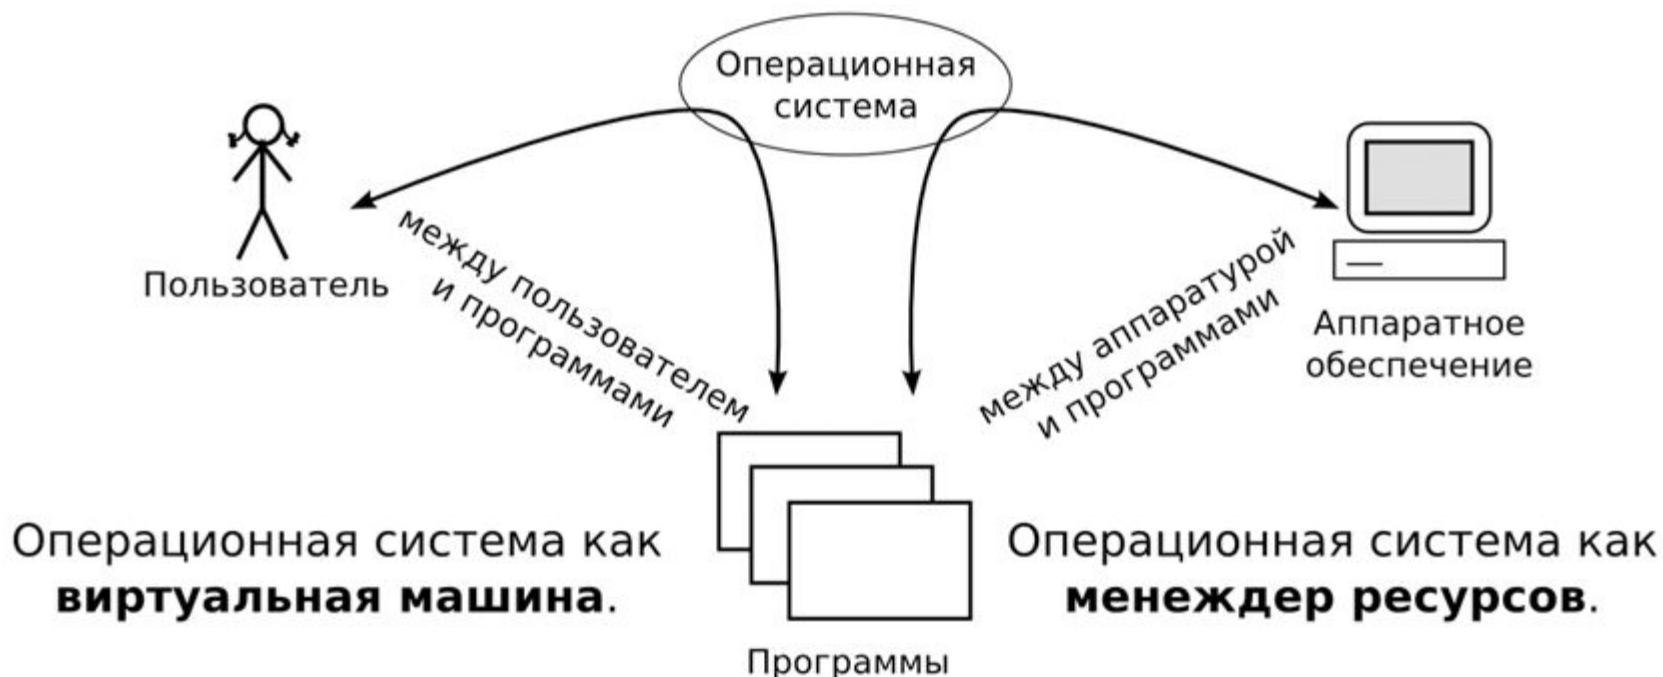 Операционная
система
Пользователь
между пользователем
и программами
между аппаратурой
и программами
Аппаратное
обеспечение
Операционная система как
виртуальная машина.
Операционная система как
менеждер ресурсов.
Программы